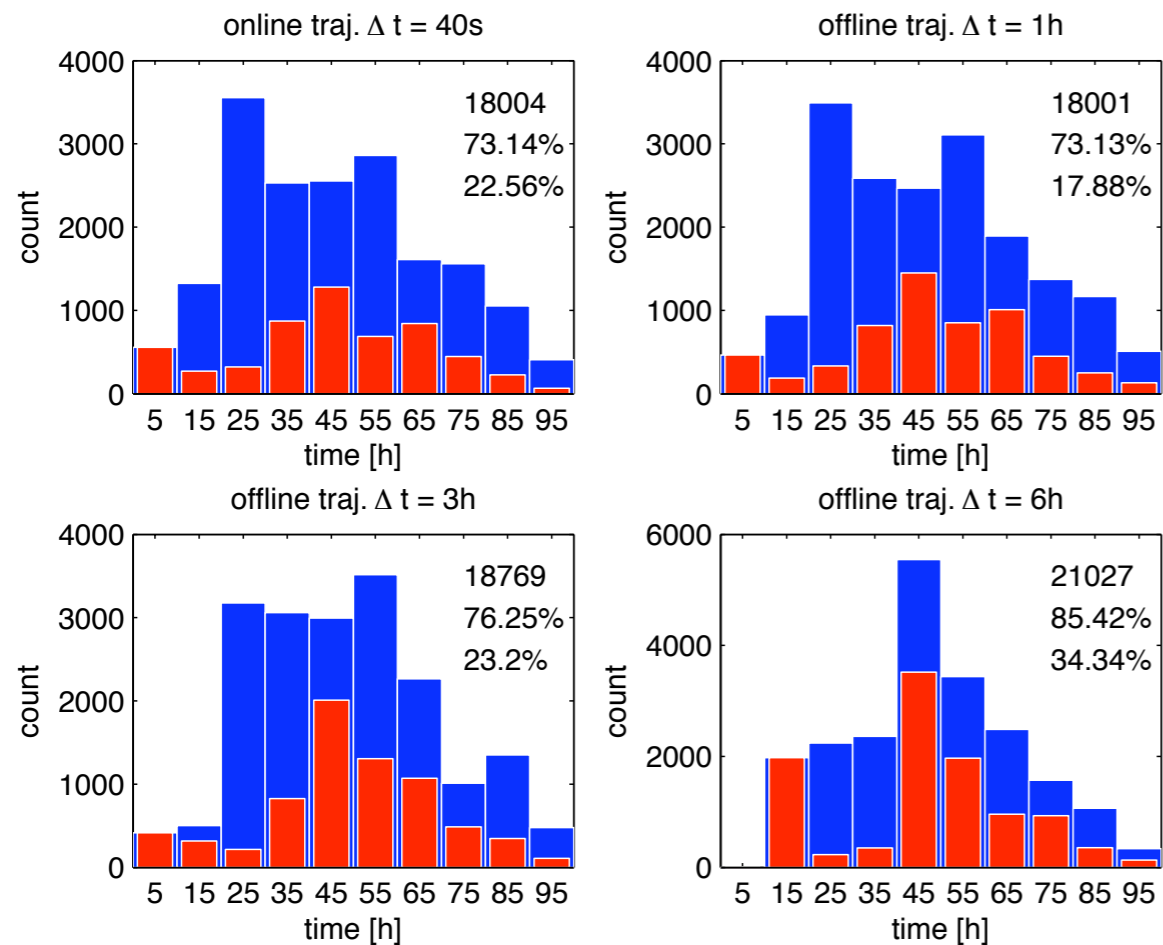 online traj. Δ t = 40s
4000
3000
2000
1000
0
count
18004
73.14%
22.56%
5 15 25 35 45 55 65 75 85 95
time [h]
offline traj. Δ t = 1h
4000
3000
2000
1000
0
count
18001
73.13%
17.88%
5 15 25 35 45 55 65 75 85 95
time [h]
offline traj. Δ t = 3h
4000
3000
2000
1000
0
count
18769
76.25%
23.2%
5 15 25 35 45 55 65 75 85 95
time [h]
offline traj. Δ t = 6h
6000
4000
2000
0
count
21027
85.42%
34.34%
5 15 25 35 45 55 65 75 85 95
time [h]